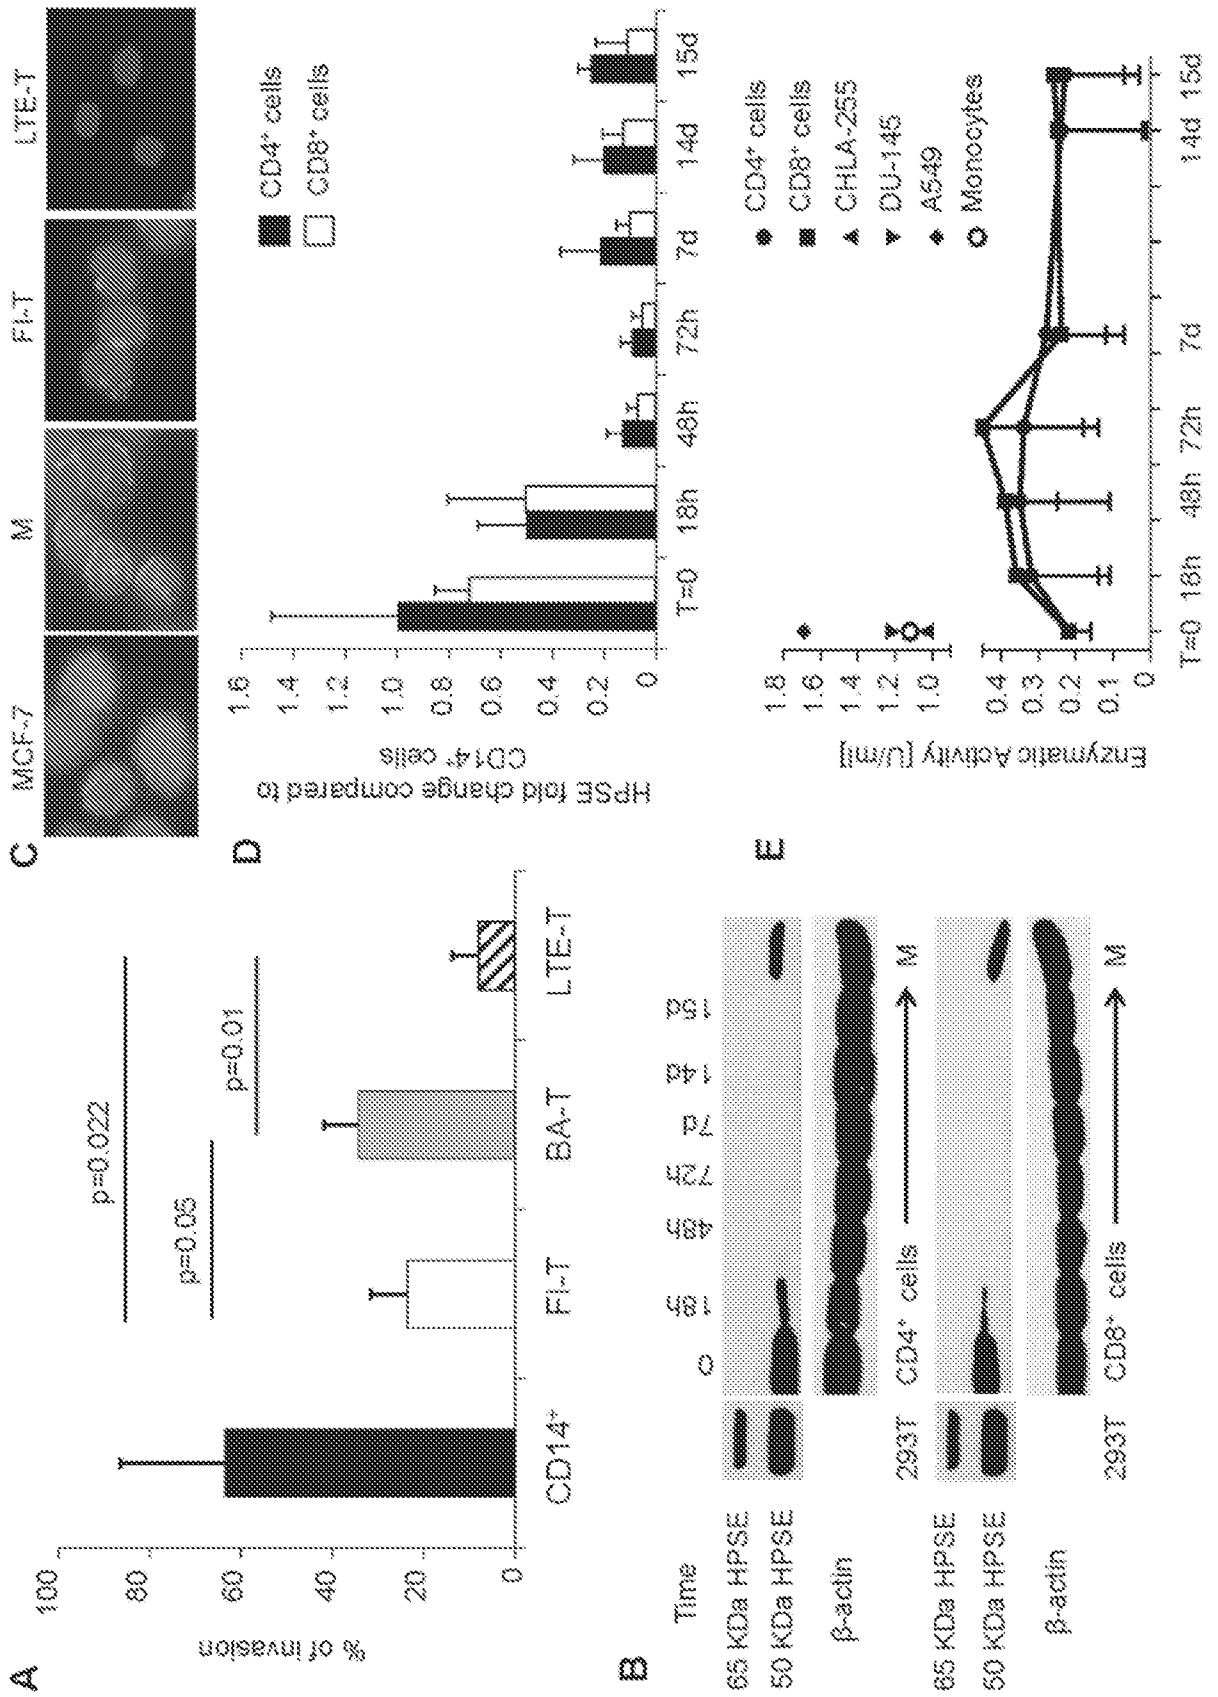 A
% of invasion
100
80
60
40
20
0
p=0.022
p=0.05
p=0.01
CD14⁺
FI-T
BA-T
LTE-T
B
Time
0
18h
48h
72h
7d
14d
15d
65 KDa HPSE
50 KDa HPSE
β-actin
293T
CD4⁺ cells
M
65 KDa HPSE
50 KDa HPSE
β-actin
293T
CD8⁺ cells
M
C
MCF-7
M
FI-T
LTE-T
D
HPSE fold change compared to
CD14⁺ cells
1.6
1.4
1.2
1.0
0.8
0.6
0.4
0.2
0
CD4⁺ cells
CD8⁺ cells
T=0
18h
48h
72h
7d
14d
15d
E
Enzymatic Activity [U/ml]
1.8
1.6
1.4
1.2
1.0
0.4
0.3
0.2
0.1
0
CD4⁺ cells
CD8⁺ cells
CHLA-255
DU-145
A549
Monocytes
T=0
18h
48h
72h
7d
14d
15d